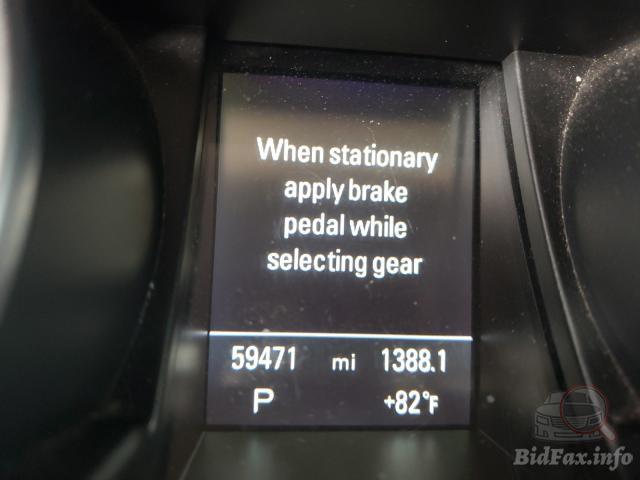 When stationary
apply brake
pedal while
selecting gear
59471 mi 1388.1
P +82°F
BidFax.info